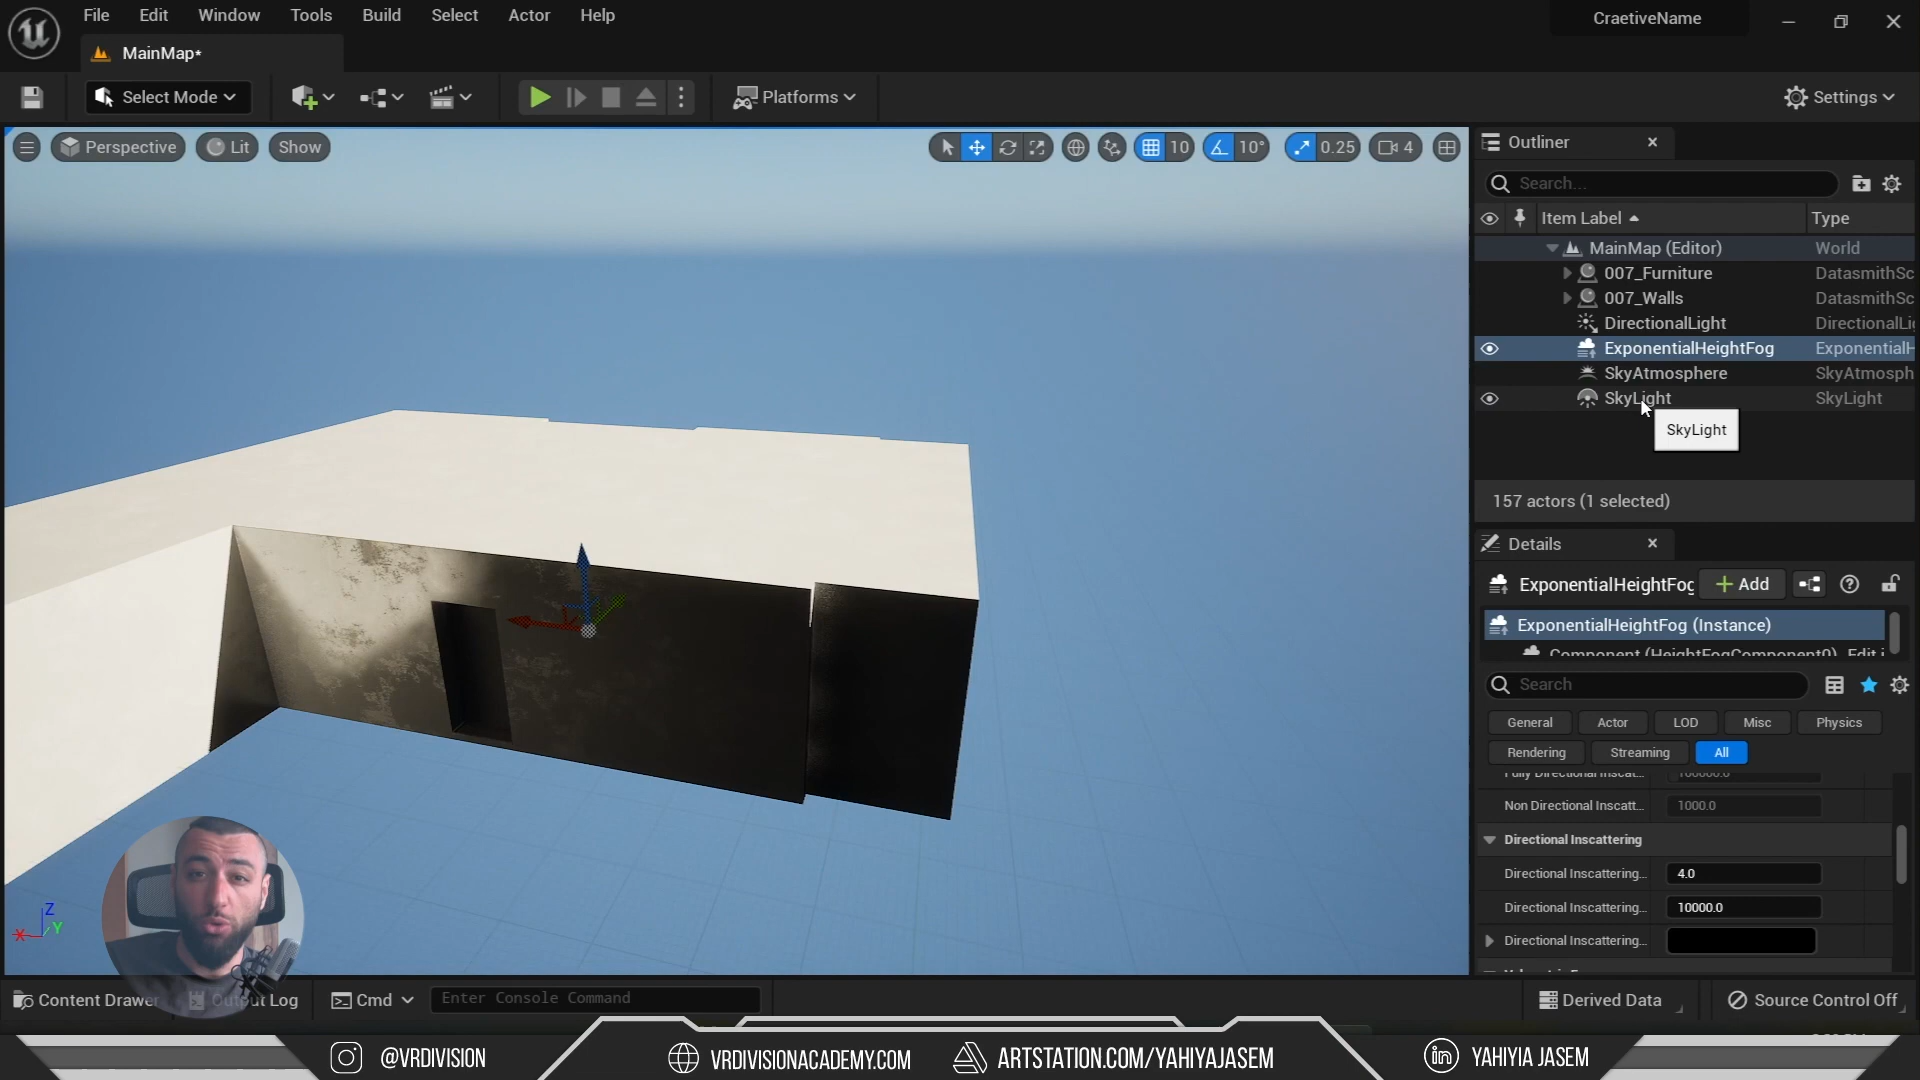 File Edit Window Tools Build Select Actor Help
CraetiveName
MainMap*
Select Mode
Platforms
Settings
Perspective
Lit
Show
10
10°
0.25
4
Outliner
Search...
Item Label
Type
MainMap (Editor)
World
007_Furniture
DatasmithSc
007_Walls
DatasmithSc
DirectionalLight
DirectionalLi
ExponentialHeightFog
ExponentialH
SkyAtmosphere
SkyAtmosph
SkyLight
SkyLight
SkyLight
157 actors (1 selected)
Details
ExponentialHeightFog
Add
ExponentialHeightFog (Instance)
Component (HeightFogComponent0) Edit i
Search
General Actor LOD Misc Physics
Rendering Streaming All
Fully Directional Inscat...
100000.0
Non Directional Inscatt...
1000.0
Directional Inscattering
Directional Inscattering...
4.0
Directional Inscattering...
10000.0
Directional Inscattering...
Z
Y
X
Content Drawer
Output Log
Cmd
Enter Console Command
Derived Data
Source Control Off
@VRDIVISION
VRDIVISIONACADEMY.COM
ARTSTATION.COM/YAHIYAJASEM
in
YAHIYIA JASEM